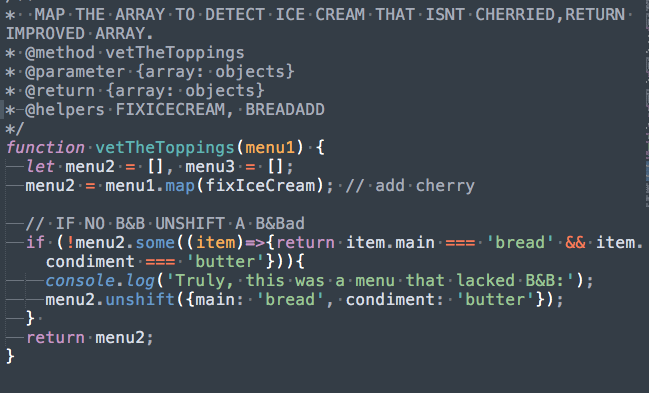 * MAP THE ARRAY TO DETECT ICE CREAM THAT ISNT CHERRIED,RETURN
IMPROVED ARRAY.
* @method vetTheToppings
* @parameter {array: objects}
* @return {array: objects}
* @helpers FIXICECREAM, BREADADD
*/
function vetTheToppings(menu1) {
let menu2 = [], menu3 = [];
menu2 = menu1.map(fixIceCream); // add cherry
// IF NO B&B UNSHIFT A B&Bad
if (!menu2.some((item)=>{return item.main === 'bread' && item.
condiment === 'butter'})){
console.log('Truly, this was a menu that lacked B&B:');
menu2.unshift({main: 'bread', condiment: 'butter'});
}
return menu2;
}